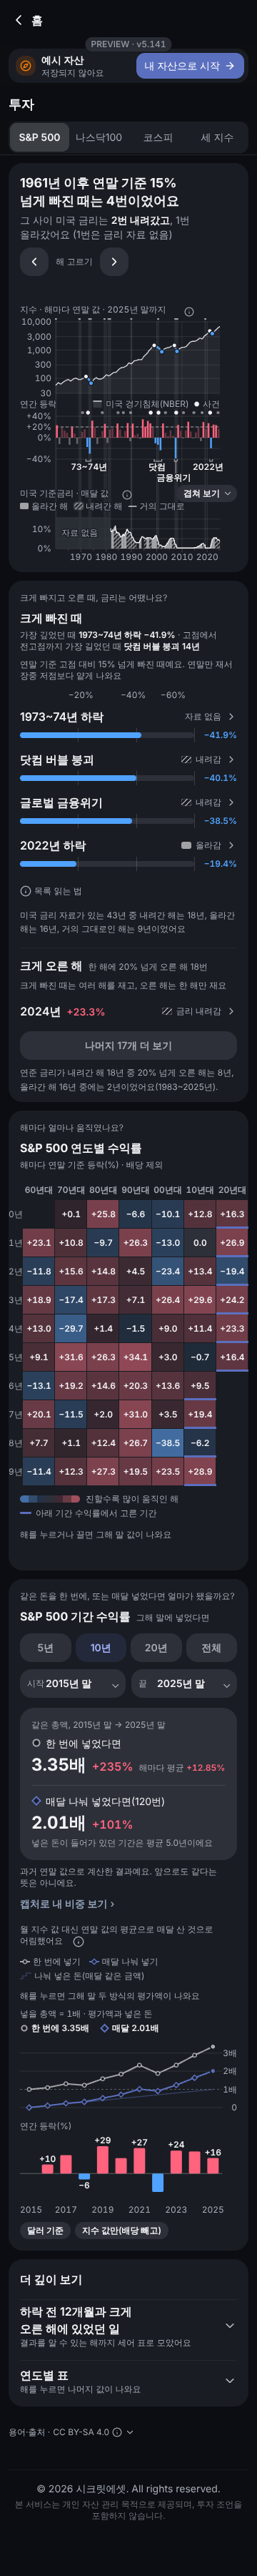 홈
PREVIEW · v5.141
예시 자산
저장되지 않아요
내 자산으로 시작 →
투자
S&P 500 나스닥100 코스피 세 지수
1961년 이후 연말 기준 15%
넘게 빠진 때는 4번이었어요
그 사이 미국 금리는 2번 내려갔고, 1번
올라갔어요 (1번은 금리 자료 없음)
해 고르기
지수 · 해마다 연말 값 · 2025년 말까지
10,000
3,000
1,000
300
100
30
연간 등락 미국 경기침체(NBER) 사건
+40%
+20%
0%
−40%
73~74년 닷컴 2022년
금융위기
미국 기준금리 · 매달 값 겹쳐 보기
올라간 해 내려간 해 거의 그대로
10%
자료 없음
0%
1970 1980 1990 2000 2010 2020
크게 빠지고 오른 때, 금리는 어땠나요?
크게 빠진 때
가장 깊었던 때 1973~74년 하락 −41.9% · 고점에서
전고점까지 가장 길었던 때 닷컴 버블 붕괴 14년
연말 기준 고점 대비 15% 넘게 빠진 때예요. 연말만 재서
장중 저점보다 얕게 나와요
−20% −40% −60%
1973~74년 하락 자료 없음
−41.9%
닷컴 버블 붕괴 내려감
−40.1%
글로벌 금융위기 내려감
−38.5%
2022년 하락 올라감
−19.4%
목록 읽는 법
미국 금리 자료가 있는 43년 중 내려간 해는 18년, 올라간
해는 16년, 거의 그대로인 해는 9년이었어요
크게 오른 해 한 해에 20% 넘게 오른 해 18번
크게 빠진 때는 여러 해를 재고, 오른 해는 한 해만 재요
2024년 +23.3% 금리 내려감
나머지 17개 더 보기
연준 금리가 내려간 해 18년 중 20% 넘게 오른 해는 8년,
올라간 해 16년 중에는 2년이었어요(1983~2025년).
해마다 얼마나 움직였나요?
S&P 500 연도별 수익률
해마다 연말 기준 등락(%) · 배당 제외
60년대 70년대 80년대 90년대 00년대 10년대 20년대
0년 +0.1 +25.8 −6.6 −10.1 +12.8 +16.3
1년 +23.1 +10.8 −9.7 +26.3 −13.0 0.0 +26.9
2년 −11.8 +15.6 +14.8 +4.5 −23.4 +13.4 −19.4
3년 +18.9 −17.4 +17.3 +7.1 +26.4 +29.6 +24.2
4년 +13.0 −29.7 +1.4 −1.5 +9.0 +11.4 +23.3
5년 +9.1 +31.6 +26.3 +34.1 +3.0 −0.7 +16.4
6년 −13.1 +19.2 +14.6 +20.3 +13.6 +9.5
7년 +20.1 −11.5 +2.0 +31.0 +3.5 +19.4
8년 +7.7 +1.1 +12.4 +26.7 −38.5 −6.2
9년 −11.4 +12.3 +27.3 +19.5 +23.5 +28.9
진할수록 많이 움직인 해
아래 기간 수익률에서 고른 기간
해를 누르거나 끌면 그해 말 값이 나와요
같은 돈을 한 번에, 또는 매달 넣었다면 얼마가 됐을까요?
S&P 500 기간 수익률 그해 말에 넣었다면
5년 10년 20년 전체
시작 2015년 말 끝 2025년 말
같은 총액, 2015년 말 → 2025년 말
한 번에 넣었다면
3.35배 +235% 해마다 평균 +12.85%
매달 나눠 넣었다면(120번)
2.01배 +101%
넣은 돈이 들어가 있던 기간은 평균 5.0년이에요
과거 연말 값으로 계산한 결과예요. 앞으로도 같다는
뜻은 아니에요.
캡처로 내 비중 보기 ›
월 지수 값 대신 연말 값의 평균으로 매달 산 것으로
어림했어요
한 번에 넣기 매달 나눠 넣기
나눠 넣은 돈(매달 같은 금액)
해를 누르면 그해 말 두 방식의 평가액이 나와요
넣을 총액 = 1배 · 평가액과 넣은 돈
한 번에 3.35배 매달 2.01배
3배
2배
1배
0
연간 등락(%)
+10 −6 +29 +27 +24 +16
2015 2017 2019 2021 2023 2025
달러 기준 지수 값만(배당 빼고)
더 깊이 보기
하락 전 12개월과 크게
오른 해에 있었던 일
결과를 알 수 있는 해까지 세어 표로 모았어요
연도별 표
해를 누르면 나머지 값이 나와요
용어·출처 · CC BY-SA 4.0
© 2026 시크릿에셋. All rights reserved.
본 서비스는 개인 자산 관리 목적으로 제공되며, 투자 조언을
포함하지 않습니다.